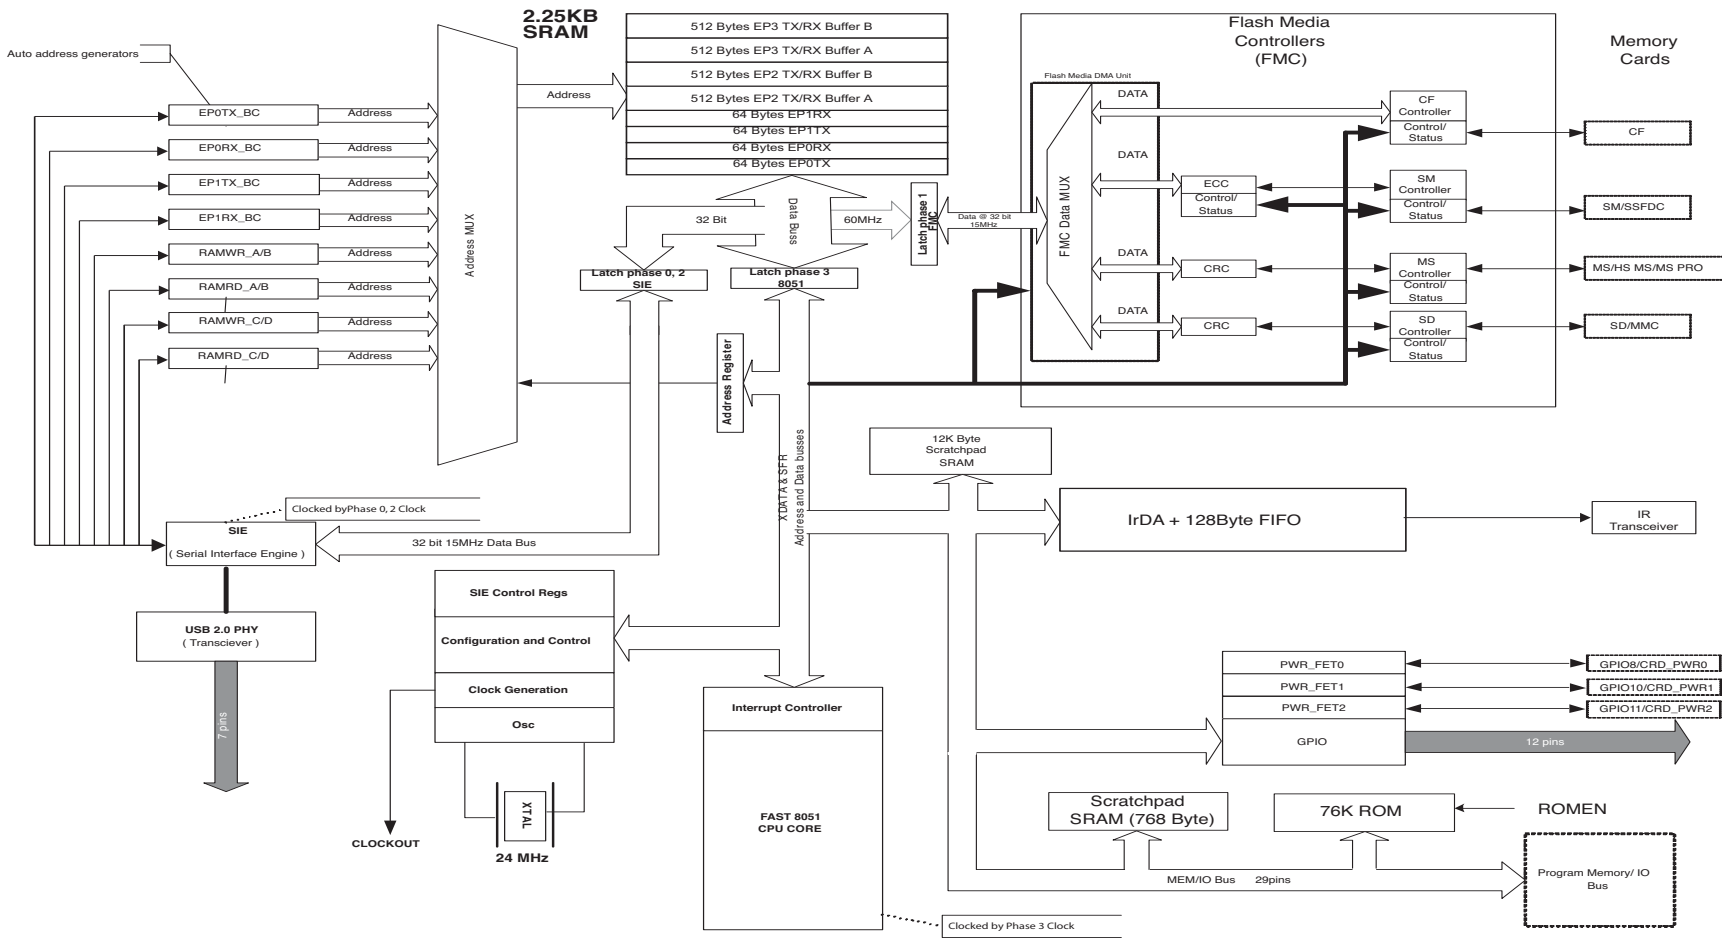 2.25KB
SRAM
Auto address generators
EP0TX_BC
EP0RX_BC
EP1TX_BC
EP1RX_BC
RAMWR_A/B
RAMRD_A/B
RAMWR_C/D
RAMRD_C/D
Address
Address
Address
Address
Address
Address
Address
Address
Address MUX
Address
512 Bytes EP3 TX/RX Buffer B
512 Bytes EP3 TX/RX Buffer A
512 Bytes EP2 TX/RX Buffer B
512 Bytes EP2 TX/RX Buffer A
64 Bytes EP1RX
64 Bytes EP1TX
64 Bytes EP0RX
64 Bytes EP0TX
32 Bit
Data Buss
60MHz
Latch phase 1
FMC
Data @ 32 bit
15MHz
Latch phase 0, 2
SIE
Latch phase 3
8051
Address Register
XDATA & SFR
Address and Data busses
Flash Media
Controllers
(FMC)
Flash Media DMA Unit
FMC Data MUX
DATA
DATA
DATA
DATA
ECC
Control/
Status
CRC
CRC
CF
Controller
Control/
Status
SM
Controller
Control/
Status
MS
Controller
Control/
Status
SD
Controller
Control/
Status
Memory
Cards
CF
SM/SSFDC
MS/HS MS/MS PRO
SD/MMC
12K Byte
Scratchpad
SRAM
IrDA + 128Byte FIFO
IR
Transceiver
Clocked byPhase 0, 2 Clock
SIE
( Serial Interface Engine )
32 bit 15MHz Data Bus
USB 2.0 PHY
( Transciever )
7 pins
SIE Control Regs
Configuration and Control
Clock Generation
Osc
XTAL
24 MHz
CLOCKOUT
Interrupt Controller
FAST 8051
CPU CORE
Clocked by Phase 3 Clock
PWR_FET0
PWR_FET1
PWR_FET2
GPIO
GPIO8/CRD_PWR0
GPIO10/CRD_PWR1
GPIO11/CRD_PWR2
12 pins
Scratchpad
SRAM (768 Byte)
76K ROM
ROMEN
MEM/IO Bus 29pins
Program Memory/ IO
Bus